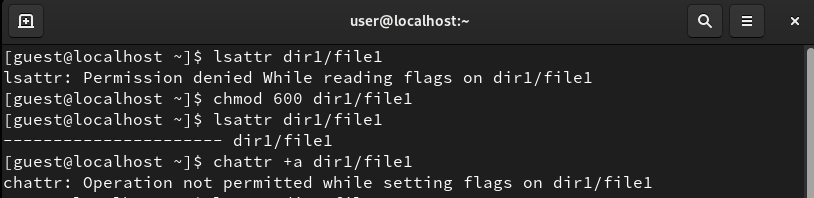 user@localhost:~
[guest@localhost ~]$ lsattr dir1/file1
lsattr: Permission denied While reading flags on dir1/file1
[guest@localhost ~]$ chmod 600 dir1/file1
[guest@localhost ~]$ lsattr dir1/file1
---------------------- dir1/file1
[guest@localhost ~]$ chattr +a dir1/file1
chattr: Operation not permitted while setting flags on dir1/file1